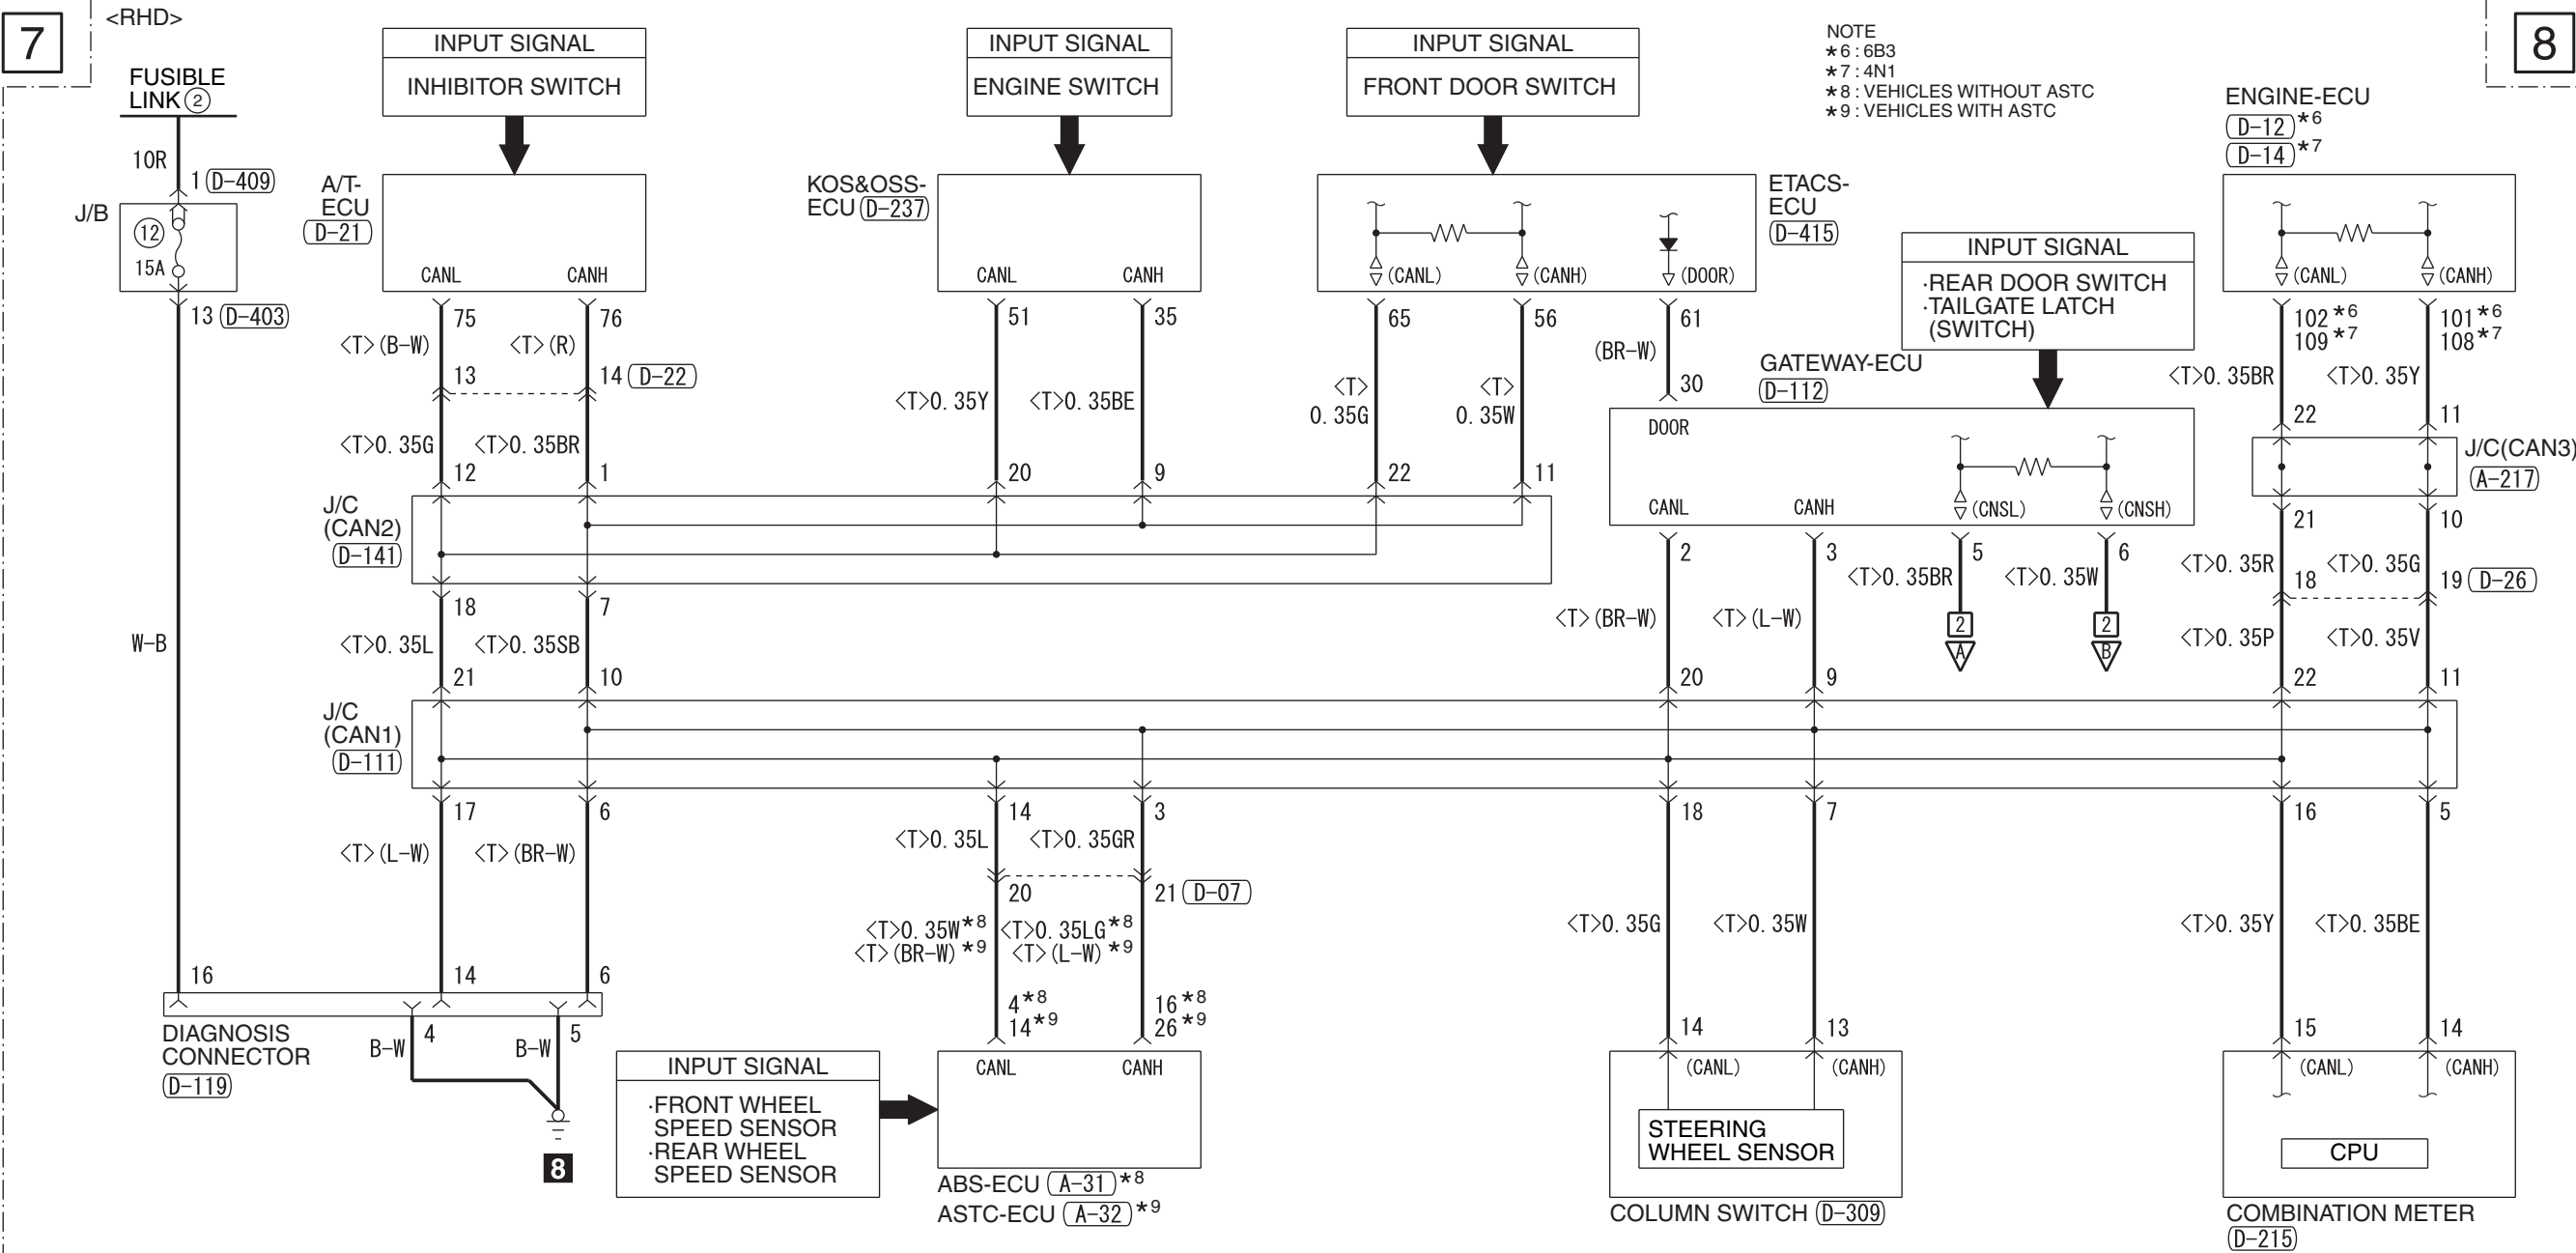 7
<RHD>
8
NOTE
*6 : 6B3
*7 : 4N1
*8 : VEHICLES WITHOUT ASTC
*9 : VEHICLES WITH ASTC
FUSIBLE
LINK 2
10R
1 D-409
J/B
12
15A
13 D-403
W-B
16
INPUT SIGNAL
INHIBITOR SWITCH
A/T-
ECU
D-21
CANL CANH
75 76
<T>(B-W) <T>(R)
13 14 D-22
<T>0.35G <T>0.35BR
12 1
INPUT SIGNAL
ENGINE SWITCH
KOS&OSS-
ECU D-237
CANL CANH
51 35
<T>0.35Y <T>0.35BE
20 9
INPUT SIGNAL
FRONT DOOR SWITCH
ETACS-
ECU
D-415
(CANL) (CANH) (DOOR)
65 56 61
<T> <T>
0.35G 0.35W
(BR-W)
22 11 30
INPUT SIGNAL
·REAR DOOR SWITCH
·TAILGATE LATCH
(SWITCH)
GATEWAY-ECU
D-112
DOOR
CANL CANH (CNSL) (CNSH)
2 3 5 6
<T>0.35BR <T>0.35W
2 2
A B
<T>(BR-W) <T>(L-W)
20 9
ENGINE-ECU
D-12 *6
D-14 *7
(CANL) (CANH)
102*6 101*6
109*7 108*7
<T>0.35BR <T>0.35Y
22 11
J/C(CAN3)
A-217
21 10
<T>0.35R <T>0.35G
18 19 D-26
<T>0.35P <T>0.35V
22 11
J/C
(CAN2)
D-141
18 7
<T>0.35L <T>0.35SB
21 10
J/C
(CAN1)
D-111
17 6
<T>(L-W) <T>(BR-W)
14 6
DIAGNOSIS
CONNECTOR
D-119
4 5
B-W B-W
8
14 3
<T>0.35L <T>0.35GR
20 21 D-07
<T>0.35W*8 <T>0.35LG*8
<T>(BR-W)*9 <T>(L-W)*9
4*8 16*8
14*9 26*9
CANL CANH
INPUT SIGNAL
·FRONT WHEEL
SPEED SENSOR
·REAR WHEEL
SPEED SENSOR
ABS-ECU A-31 *8
ASTC-ECU A-32 *9
18 7
<T>0.35G <T>0.35W
14 13
(CANL) (CANH)
STEERING
WHEEL SENSOR
COLUMN SWITCH D-309
16 5
<T>0.35Y <T>0.35BE
15 14
(CANL) (CANH)
CPU
COMBINATION METER
D-215